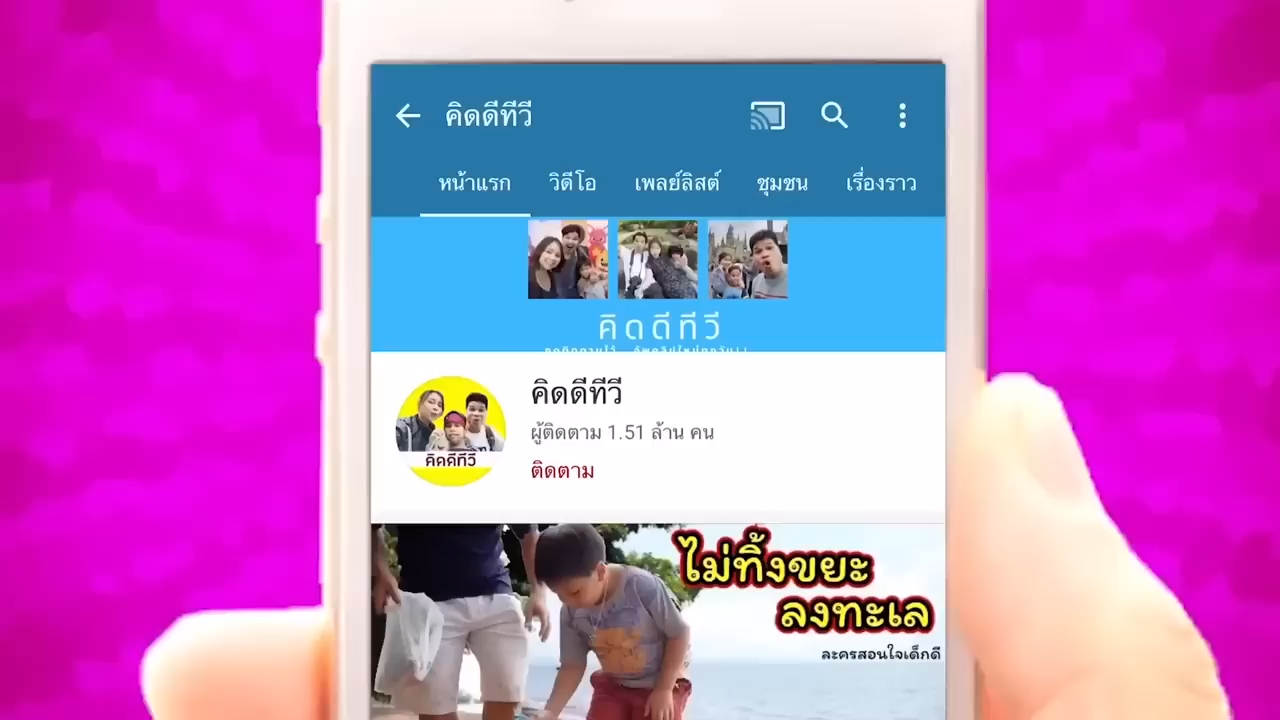 คิดดีทีวี
หน้าแรก วิดีโอ เพลย์ลิสต์ ชุมชน เรื่องราว
คิดดีทีวี
คิดดีทีวี
ผู้ติดตาม 1.51 ล้าน คน
ติดตาม
คิดดีทีวี
ไม่ทิ้งขยะ
ลงทะเล
ละครสอนใจเด็กดี